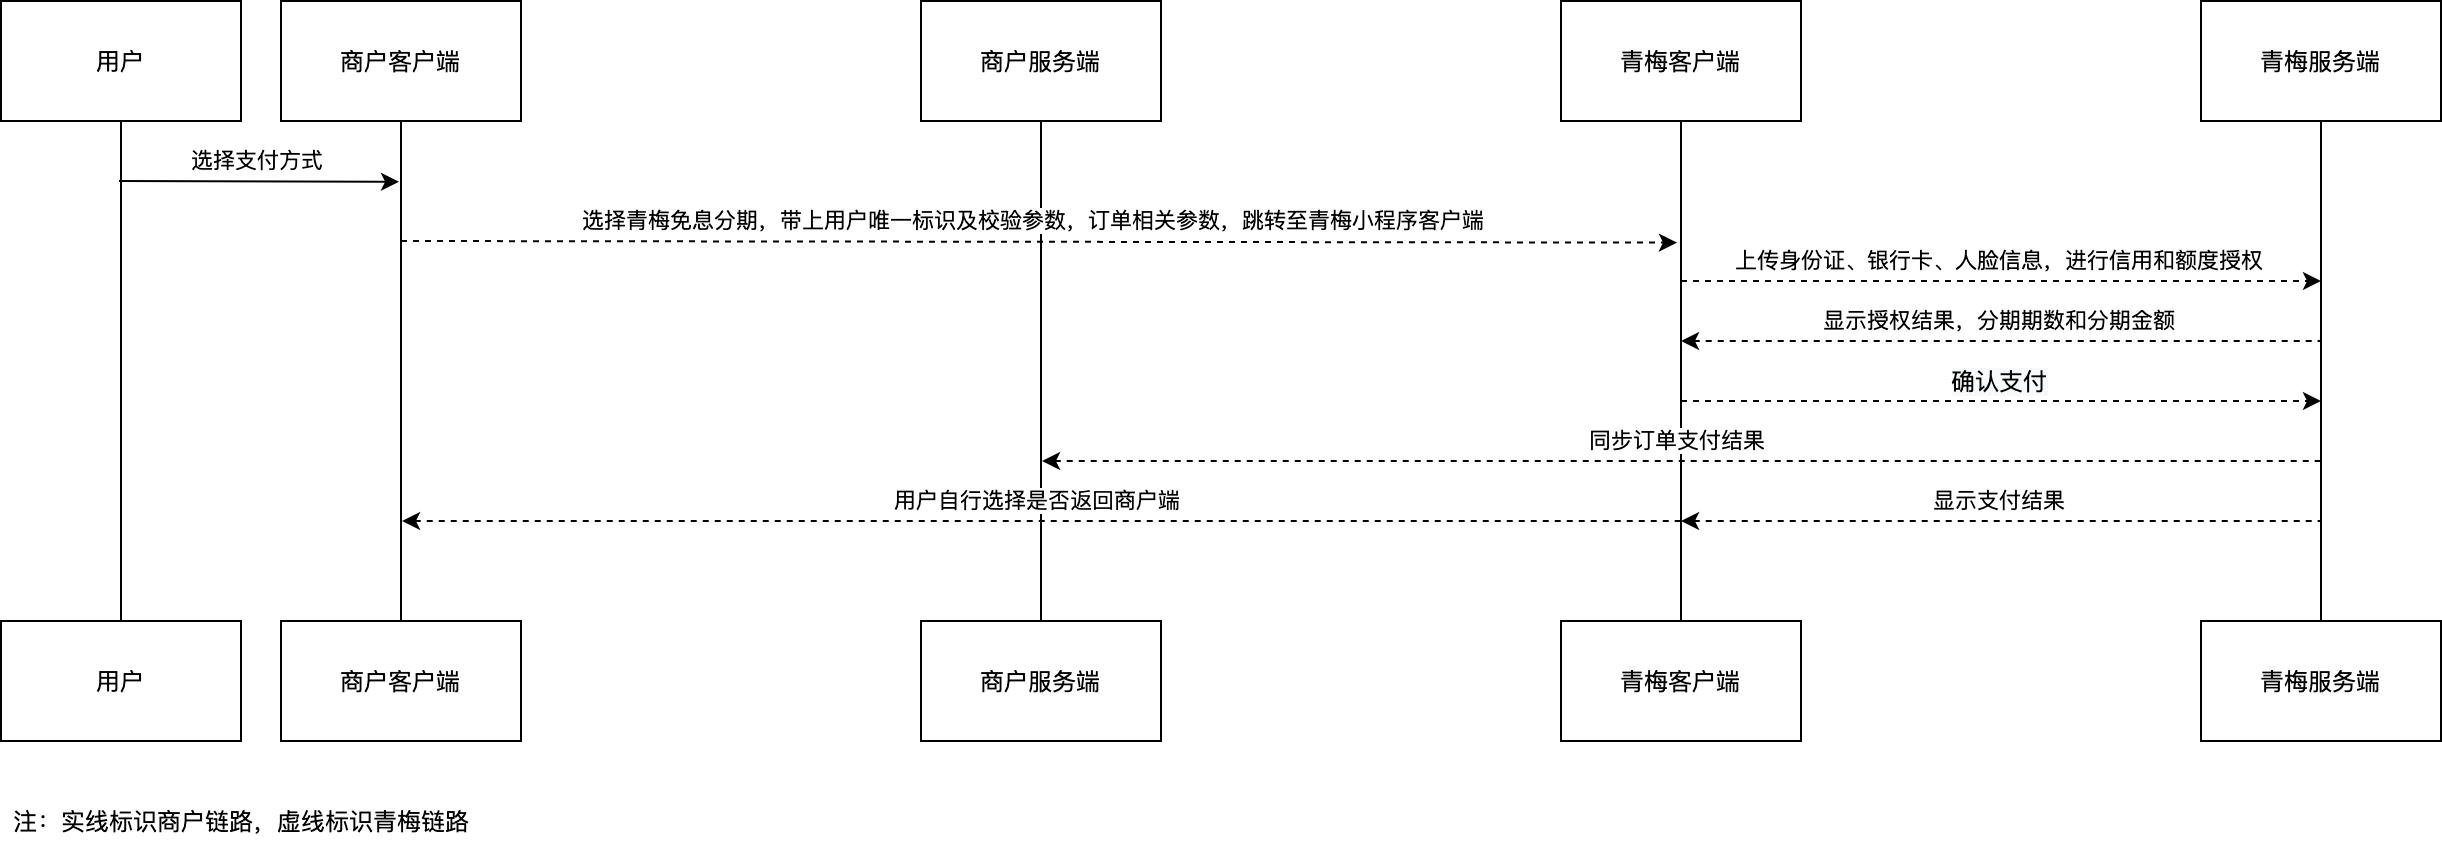 用户
商户客户端
商户服务端
青梅客户端
青梅服务端
选择支付方式
选择青梅免息分期，带上用户唯一标识及校验参数，订单相关参数，跳转至青梅小程序客户端
上传身份证、银行卡、人脸信息，进行信用和额度授权
显示授权结果，分期期数和分期金额
确认支付
同步订单支付结果
用户自行选择是否返回商户端
显示支付结果
用户
商户客户端
商户服务端
青梅客户端
青梅服务端
注：实线标识商户链路，虚线标识青梅链路